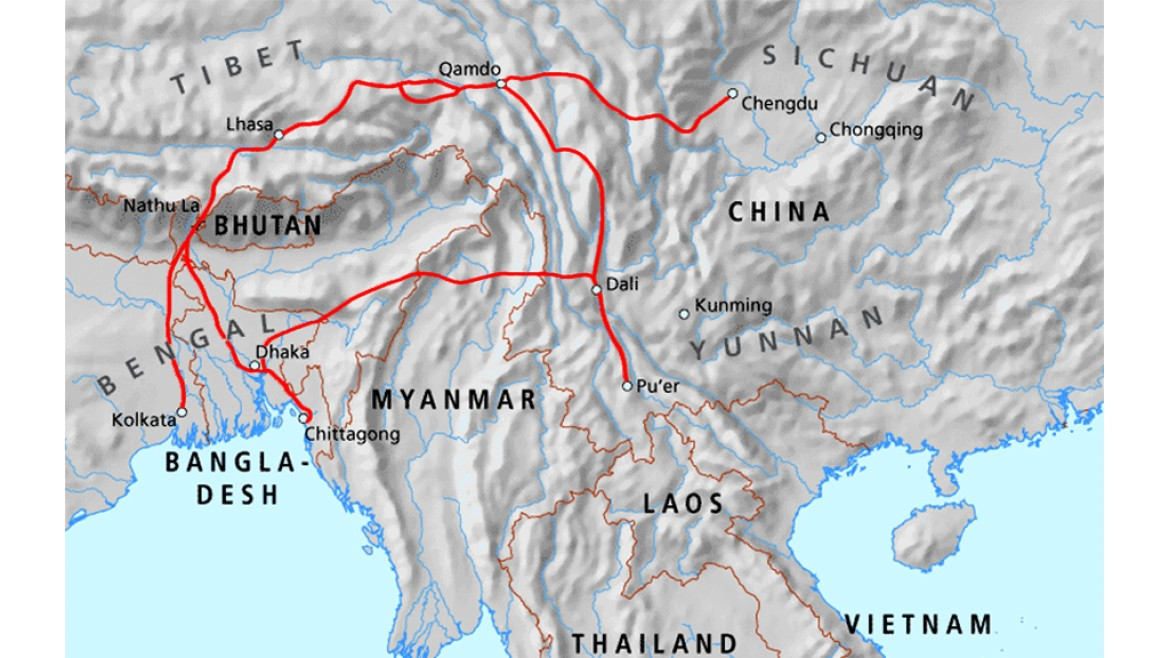 TIBET
SICHUAN
Qamdo
Chengdu
Lhasa
Chongqing
Nathu La
BHUTAN
CHINA
Dali
Kunming
YUNNAN
BENGAL
Dhaka
Pu'er
MYANMAR
Kolkata
Chittagong
BANGLA-
DESH
LAOS
VIETNAM
THAILAND